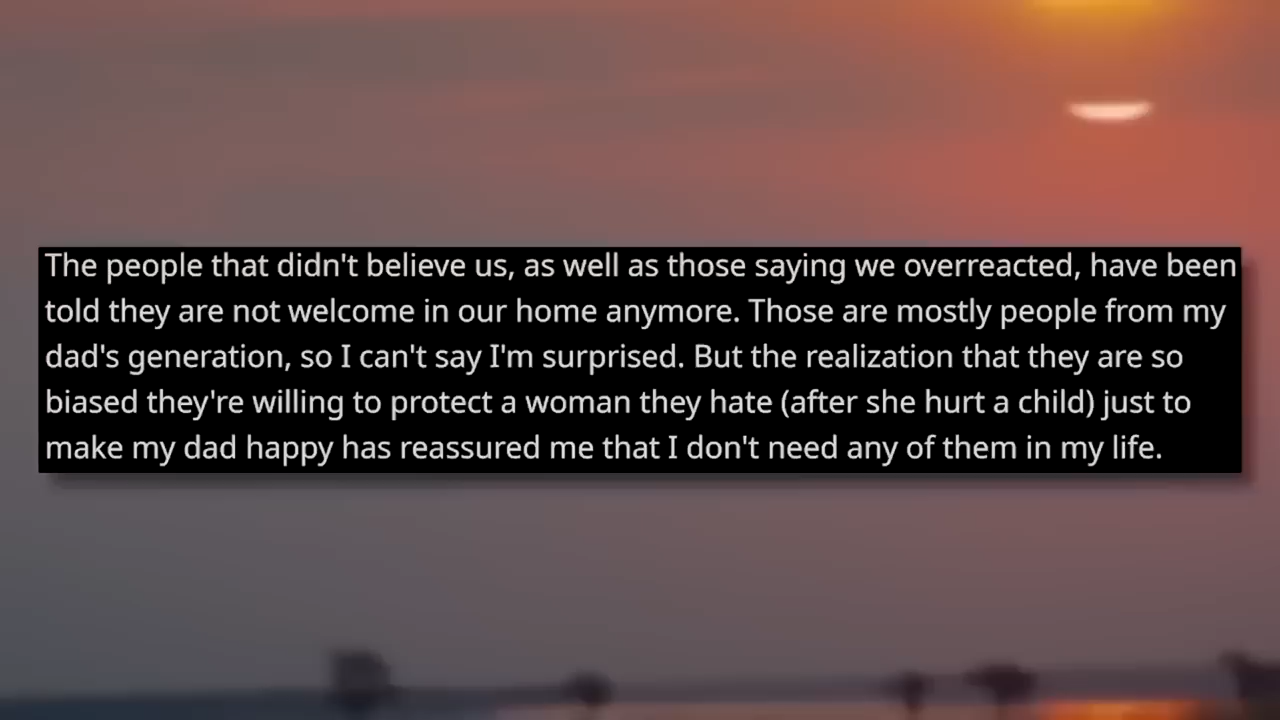 The people that didn't believe us, as well as those saying we overreacted, have been
told they are not welcome in our home anymore. Those are mostly people from my
dad's generation, so I can't say I'm surprised. But the realization that they are so
biased they're willing to protect a woman they hate (after she hurt a child) just to
make my dad happy has reassured me that I don't need any of them in my life.